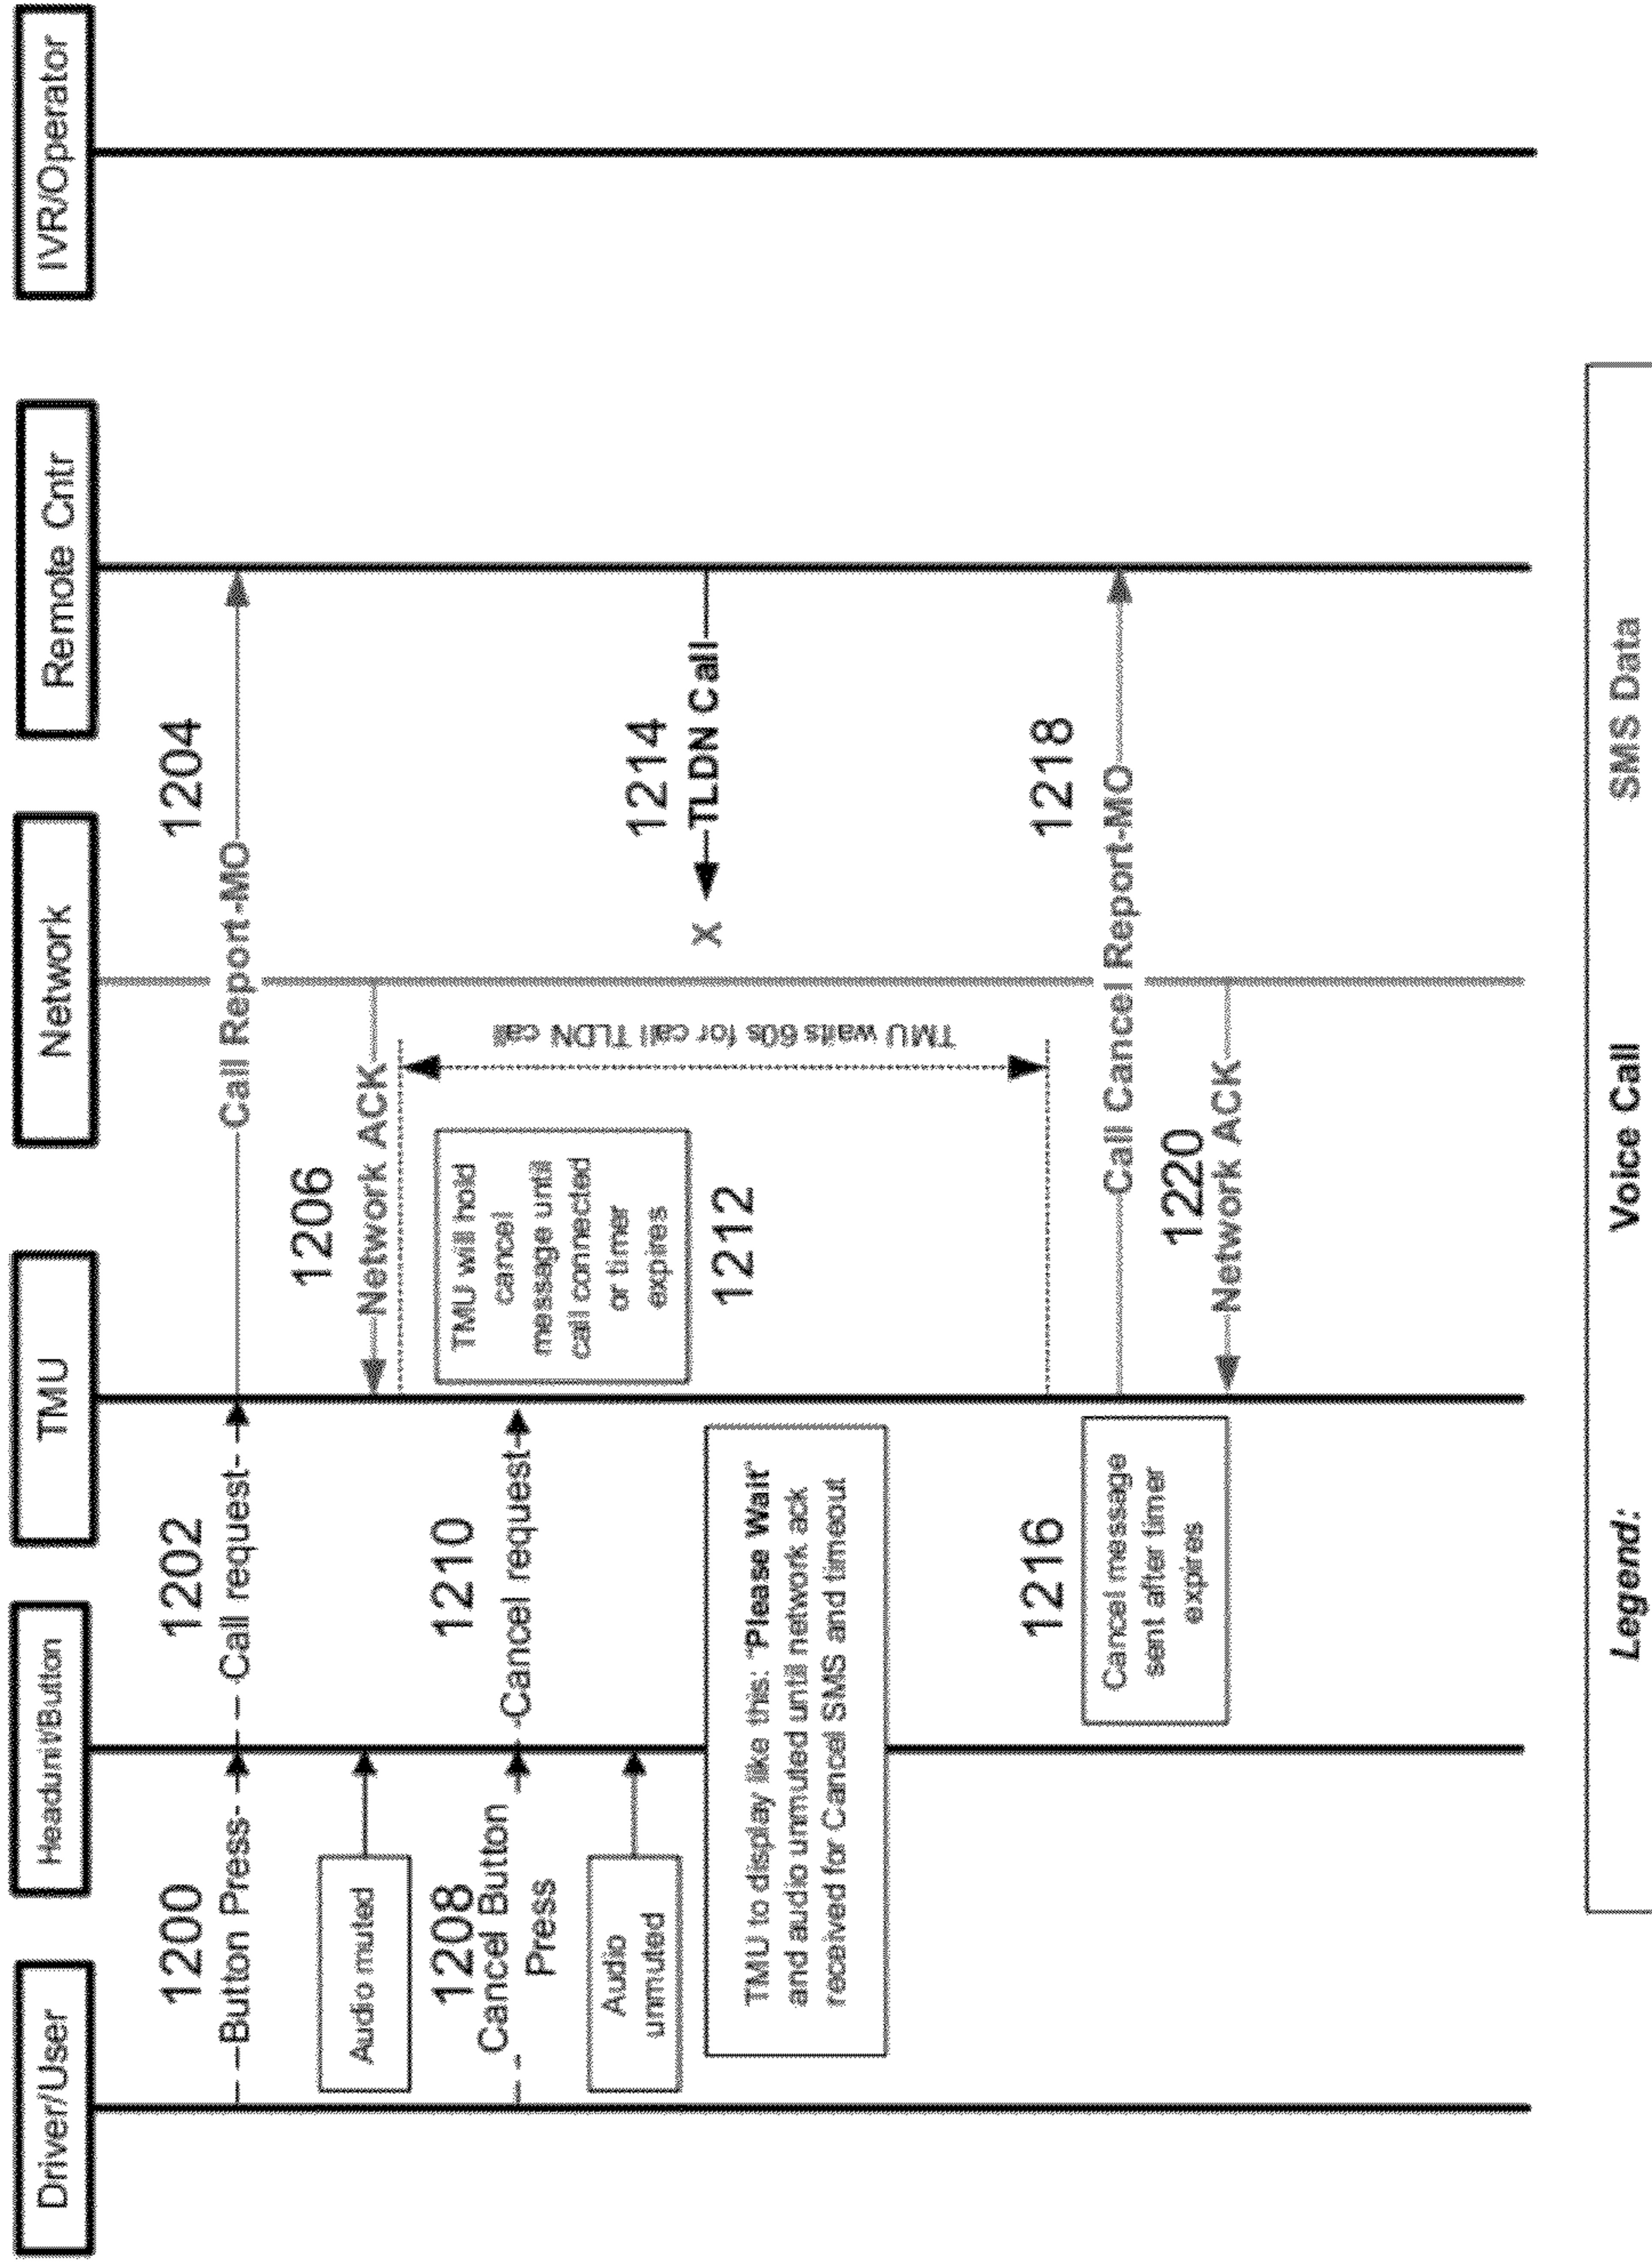 Driver/User
Headunit/Button
TMU
Network
Remote Cntr
IVR/Operator
1200
1202
1204
Button Press
Call request
Call Report-MO
1206
Audio muted
Network ACK
1208
1210
Cancel Button
Press
Cancel request
TMU will hold
cancel
message until
call connected
or timer
expires
1212
TMU waits 60s for call TLDN call
Audio
unmuted
1214
TLDN Call
X
TMU to display like this: "Please Wait"
and audio unmuted until network ack
received for Cancel SMS and timeout
1216
1218
Cancel message
sent after timer
expires
Call Cancel Report-MO
1220
Network ACK
Legend:
Voice Call
SMS Data